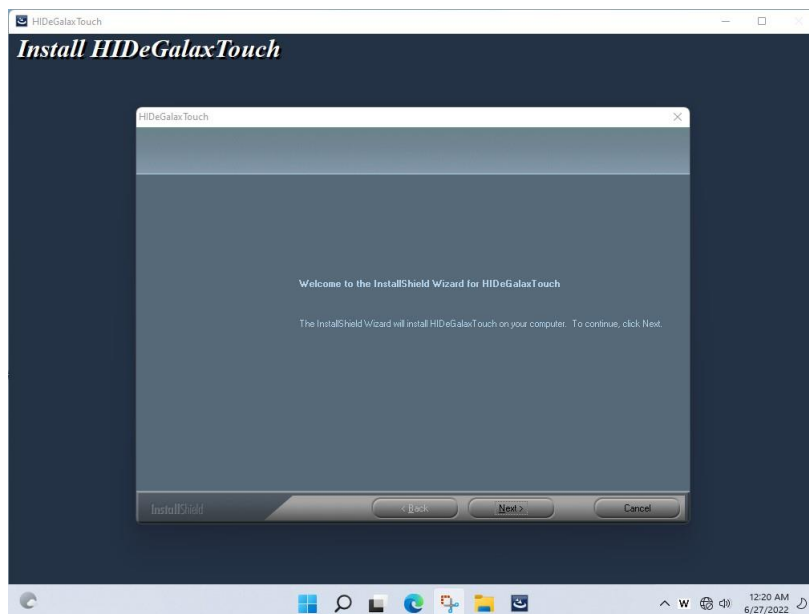 HIDeGalaxTouch
Install HIDeGalaxTouch
HIDeGalaxTouch
Welcome to the InstallShield Wizard for HIDeGalaxTouch
The InstallShield Wizard will install HIDeGalaxTouch on your computer. To continue, click Next.
InstallShield
< Back
Next >
Cancel
W
12:20 AM
6/27/2022